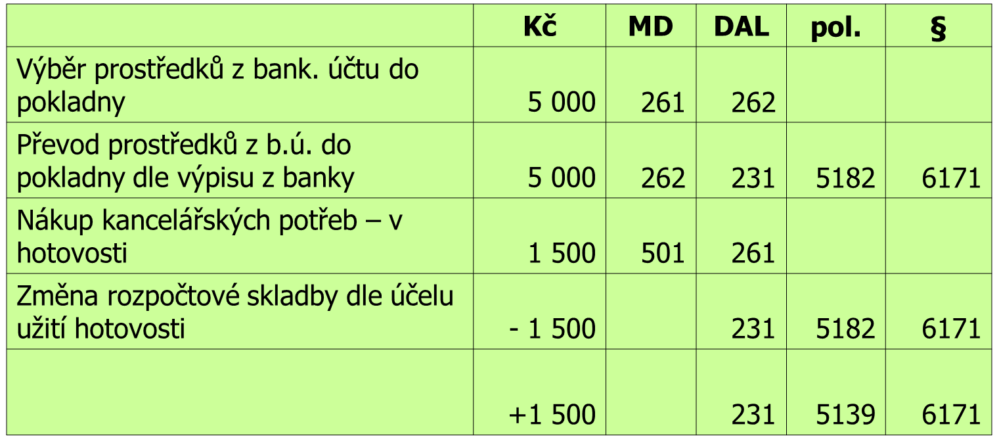 Kč MD DAL pol. §
Výběr prostředků z bank. účtu do
pokladny 5 000 261 262
Převod prostředků z b.ú. do
pokladny dle výpisu z banky 5 000 262 231 5182 6171
Nákup kancelářských potřeb – v
hotovosti 1 500 501 261
Změna rozpočtové skladby dle účelu
užití hotovosti - 1 500 231 5182 6171
+1 500 231 5139 6171